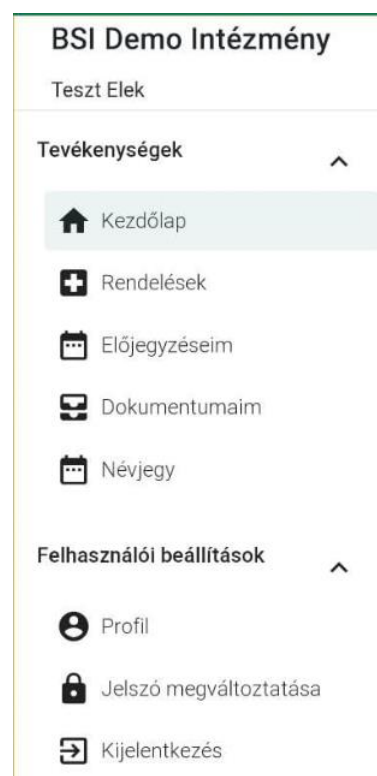 BSI Demo Intézmény
Teszt Elek
Tevékenységek
Kezdőlap
Rendelések
Előjegyzéseim
Dokumentumaim
Névjegy
Felhasználói beállítások
Profil
Jelszó megváltoztatása
Kijelentkezés